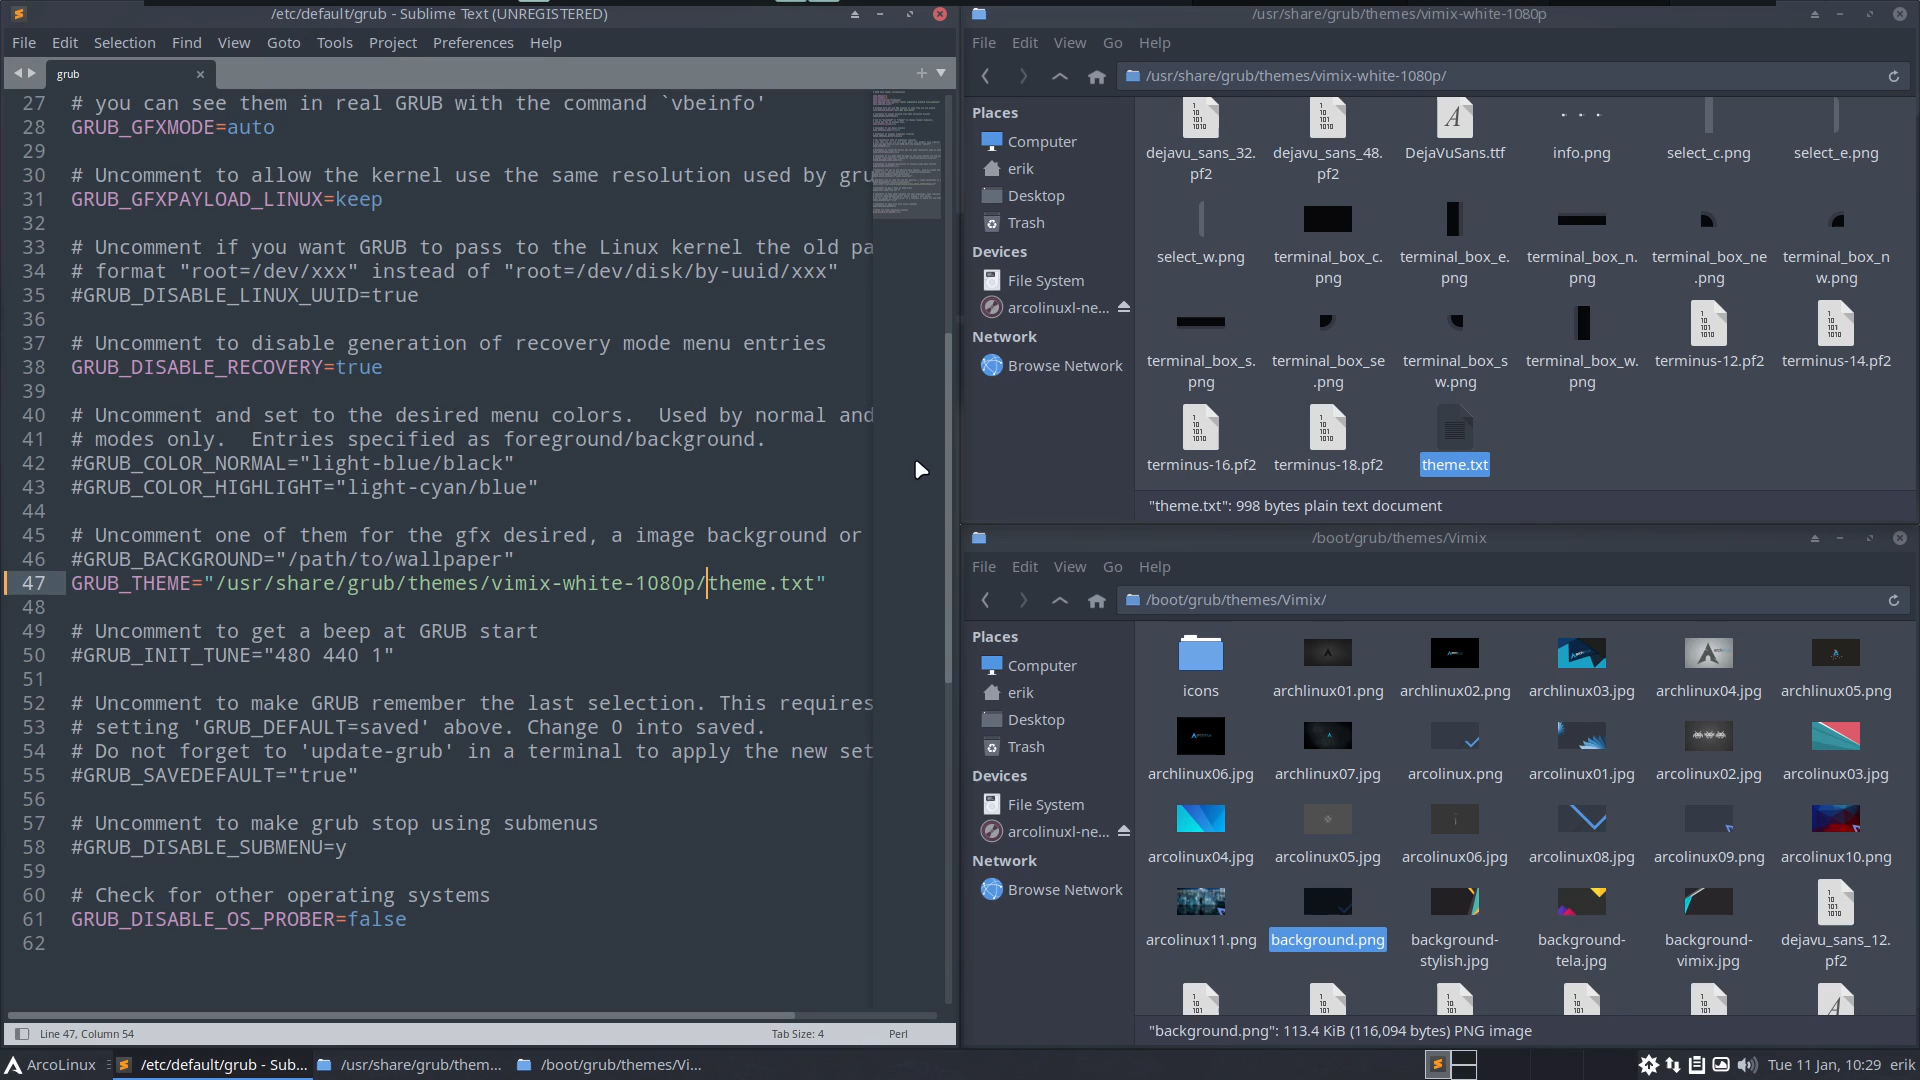 /etc/default/grub - Sublime Text (UNREGISTERED)
File Edit Selection Find View Goto Tools Project Preferences Help
grub
27 # you can see them in real GRUB with the command `vbeinfo'
28 GRUB_GFXMODE=auto
29
30 # Uncomment to allow the kernel use the same resolution used by gru
31 GRUB_GFXPAYLOAD_LINUX=keep
32
33 # Uncomment if you want GRUB to pass to the Linux kernel the old pa
34 # format "root=/dev/xxx" instead of "root=/dev/disk/by-uuid/xxx"
35 #GRUB_DISABLE_LINUX_UUID=true
36
37 # Uncomment to disable generation of recovery mode menu entries
38 GRUB_DISABLE_RECOVERY=true
39
40 # Uncomment and set to the desired menu colors.  Used by normal and
41 # modes only.  Entries specified as foreground/background.
42 #GRUB_COLOR_NORMAL="light-blue/black"
43 #GRUB_COLOR_HIGHLIGHT="light-cyan/blue"
44
45 # Uncomment one of them for the gfx desired, a image background or
46 #GRUB_BACKGROUND="/path/to/wallpaper"
47 GRUB_THEME="/usr/share/grub/themes/vimix-white-1080p/theme.txt"
48
49 # Uncomment to get a beep at GRUB start
50 #GRUB_INIT_TUNE="480 440 1"
51
52 # Uncomment to make GRUB remember the last selection. This requires
53 # setting 'GRUB_DEFAULT=saved' above. Change 0 into saved.
54 # Do not forget to 'update-grub' in a terminal to apply the new set
55 #GRUB_SAVEDEFAULT="true"
56
57 # Uncomment to make grub stop using submenus
58 #GRUB_DISABLE_SUBMENU=y
59
60 # Check for other operating systems
61 GRUB_DISABLE_OS_PROBER=false
62
Line 47, Column 54
Tab Size: 4
Perl
/usr/share/grub/themes/vimix-white-1080p
File Edit View Go Help
/usr/share/grub/themes/vimix-white-1080p/
Places
Computer
erik
Desktop
Trash
Devices
File System
arcolinuxl-ne...
Network
Browse Network
dejavu_sans_32.pf2
dejavu_sans_48.pf2
DejaVuSans.ttf
info.png
select_c.png
select_e.png
select_w.png
terminal_box_c.png
terminal_box_e.png
terminal_box_n.png
terminal_box_ne.png
terminal_box_nw.png
terminal_box_s.png
terminal_box_se.png
terminal_box_sw.png
terminal_box_w.png
terminus-12.pf2
terminus-14.pf2
terminus-16.pf2
terminus-18.pf2
theme.txt
"theme.txt": 998 bytes plain text document
/boot/grub/themes/Vimix
File Edit View Go Help
/boot/grub/themes/Vimix/
Places
Computer
erik
Desktop
Trash
Devices
File System
arcolinuxl-ne...
Network
Browse Network
icons
archlinux01.png
archlinux02.png
archlinux03.jpg
archlinux04.jpg
archlinux05.png
archlinux06.jpg
archlinux07.jpg
arcolinux.png
arcolinux01.jpg
arcolinux02.jpg
arcolinux03.jpg
arcolinux04.jpg
arcolinux05.jpg
arcolinux06.jpg
arcolinux08.jpg
arcolinux09.png
arcolinux10.png
arcolinux11.png
background.png
background-stylish.jpg
background-tela.jpg
background-vimix.jpg
dejavu_sans_12.pf2
"background.png": 113.4 KiB (116,094 bytes) PNG image
ArcoLinux
/etc/default/grub - Sub...
/usr/share/grub/them...
/boot/grub/themes/Vi...
Tue 11 Jan, 10:29 erik